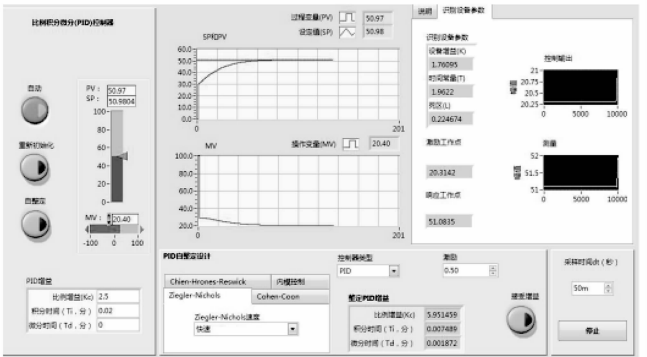 比例积分微分(PID)控制器
自动
重新初始化
自整定
PV : 50.97
SP : 50.9804
100-
80-
60-
40-
20-
0-
MV : 20.40
-100 0 100
PID增益
比例增益(Kc) 2.5
积分时间 (Ti，分) 0.02
微分时间 (Td，分) 0
过程变量(PV) 50.97
设定值(SP) 50.98
SP和PV
60.0
50.0
40.0
30.0
20.0
10.0
0.0
0 201
MV
操作变量(MV) 20.40
100.0
80.0
60.0
40.0
20.0
0 201
说明 识别设备参数
识别设备参数
设备增益(K)
1.76095
时间常量(T)
1.9622
死区(L)
0.224674
激励工作点
20.3142
响应工作点
51.0835
控制输出
幅值
21
20.75
20.5
20.25
0 5000 10000
测量
幅值
52
51.5
51
0 5000 10000
PID自整定设计
Chien-Hrones-Reswick 内模控制
Ziegler-Nichols Cohen-Coon
Ziegler-Nichols速度
快速
控制器类型
PID
激励
0.50
整定PID增益
比例增益(Kc) 5.951459
积分时间 (Ti，分) 0.007489
微分时间 (Td，分) 0.001872
接受增益
采样时间dt (秒)
50m
停止